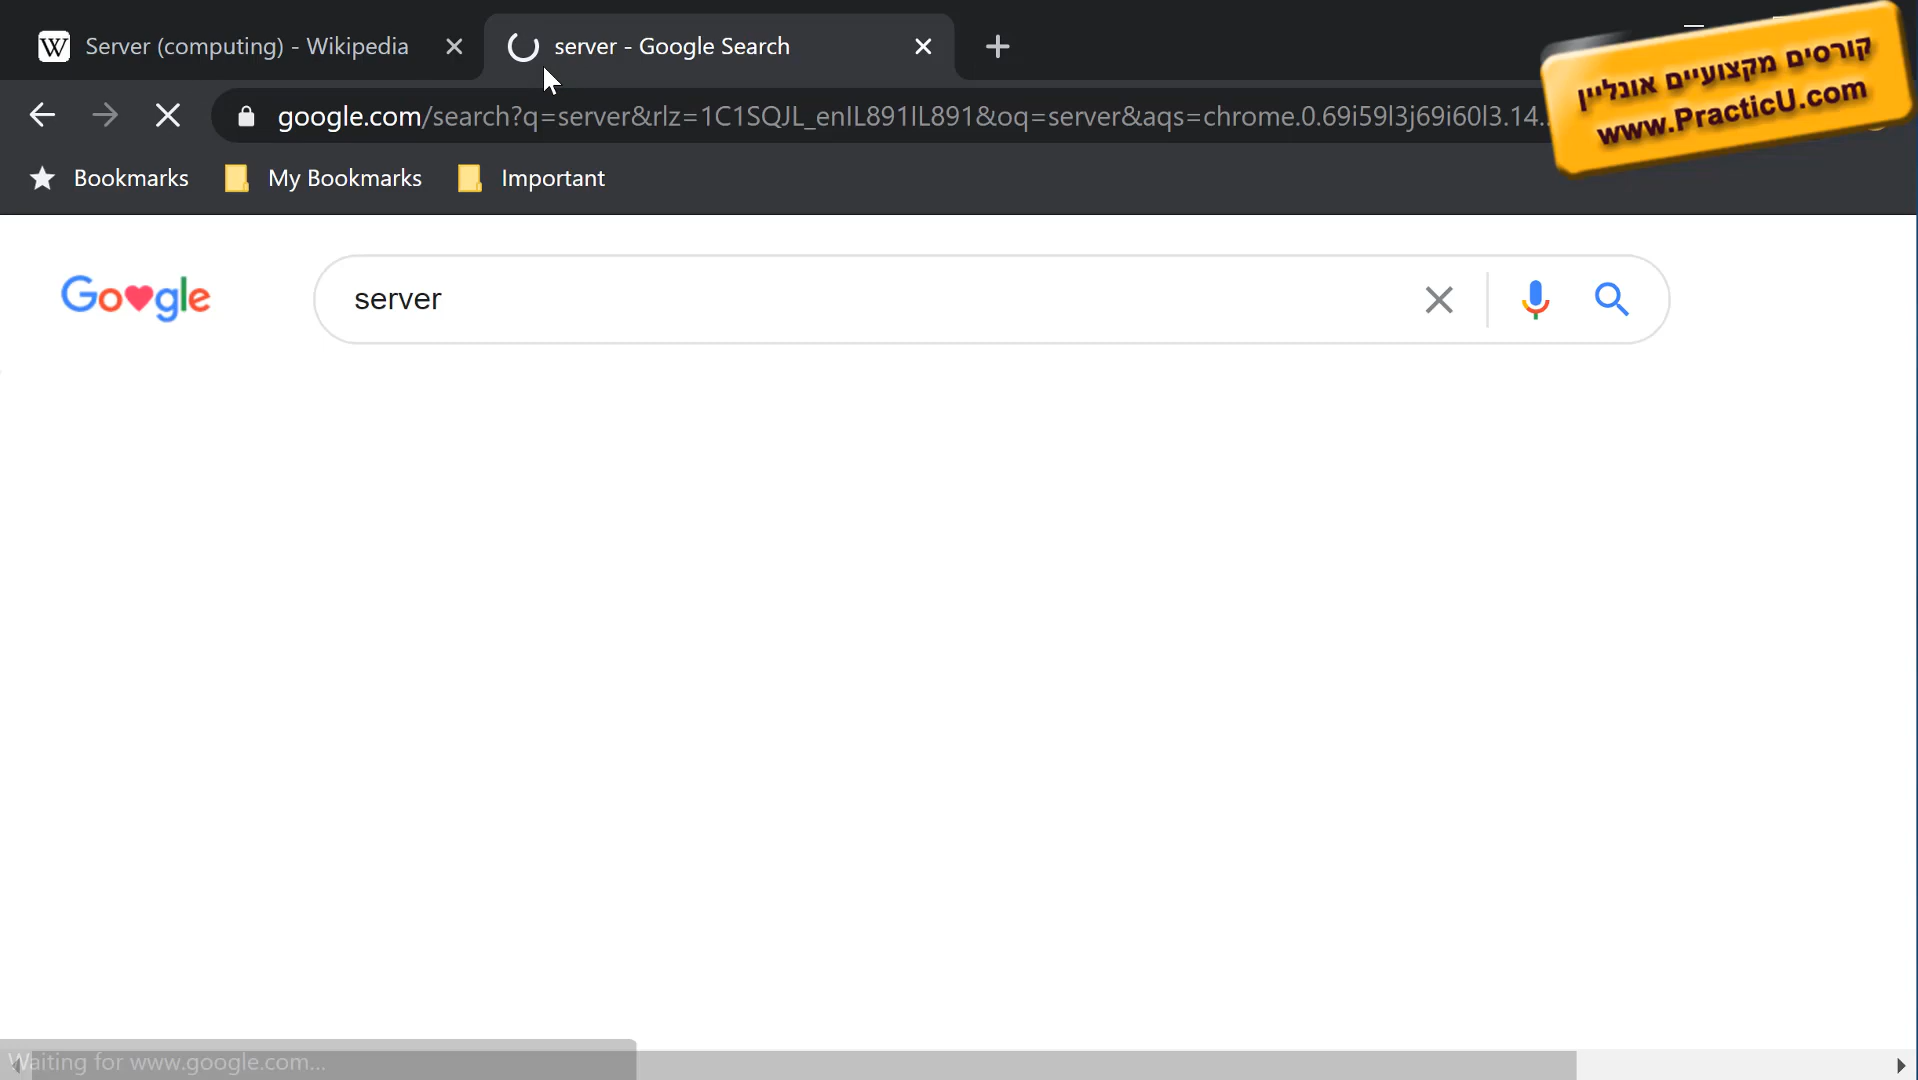 Server (computing) - Wikipedia
server - Google Search
קורסים מקצועיים אונליין
www.PracticU.com
google.com/search?q=server&rlz=1C1SQJL_enIL891IL891&oq=server&aqs=chrome.0.69i59l3j69i60l3.14..
Bookmarks
My Bookmarks
Important
Google
server
Waiting for www.google.com...